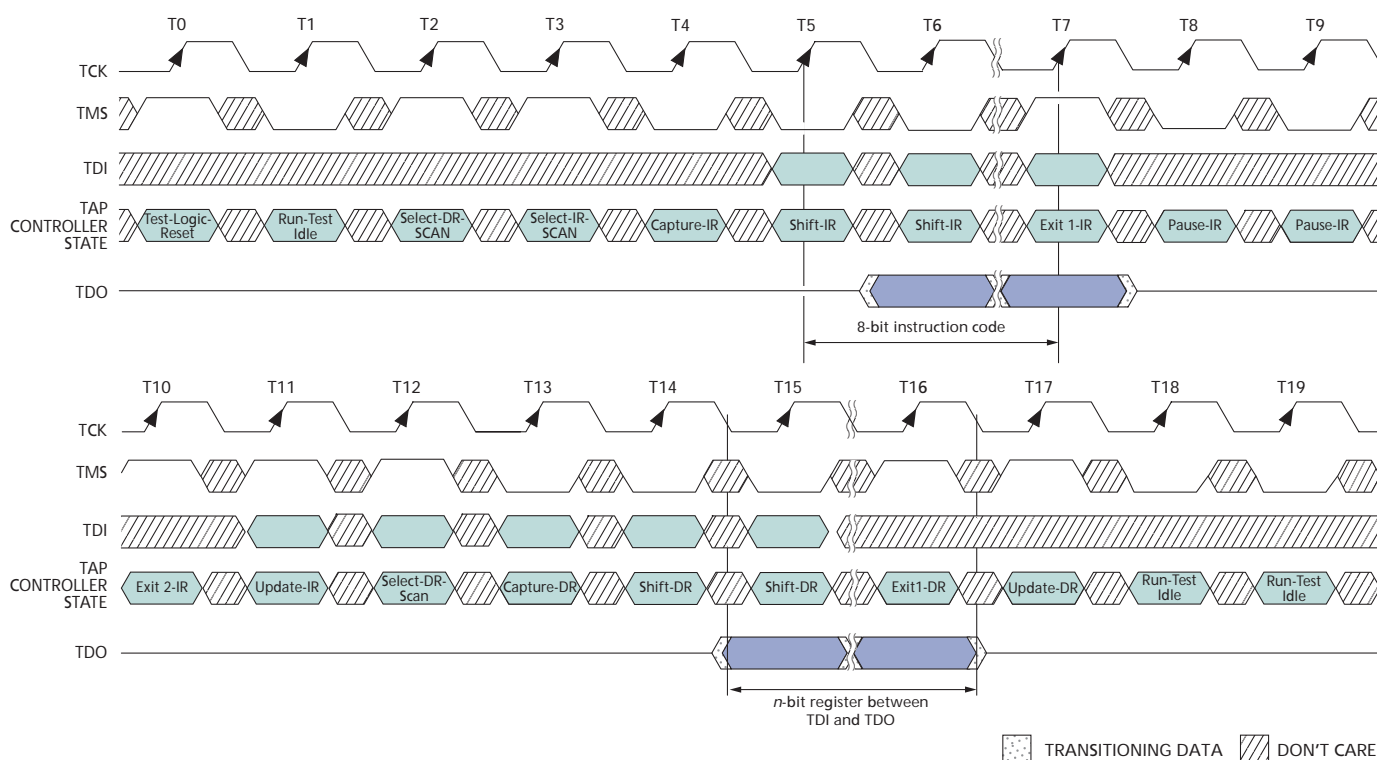 T0 T1 T2 T3 T4 T5 T6 T7 T8 T9
TCK
TMS
TDI
TAP
CONTROLLER
STATE
Test-Logic-
Reset
Run-Test
Idle
Select-DR-
SCAN
Select-IR-
SCAN
Capture-IR
Shift-IR
Shift-IR
Exit 1-IR
Pause-IR
Pause-IR
TDO
8-bit instruction code
T10 T11 T12 T13 T14 T15 T16 T17 T18 T19
TCK
TMS
TDI
TAP
CONTROLLER
STATE
Exit 2-IR
Update-IR
Select-DR-
Scan
Capture-DR
Shift-DR
Shift-DR
Exit1-DR
Update-DR
Run-Test
Idle
Run-Test
Idle
TDO
n-bit register between
TDI and TDO
TRANSITIONING DATA
DON'T CARE